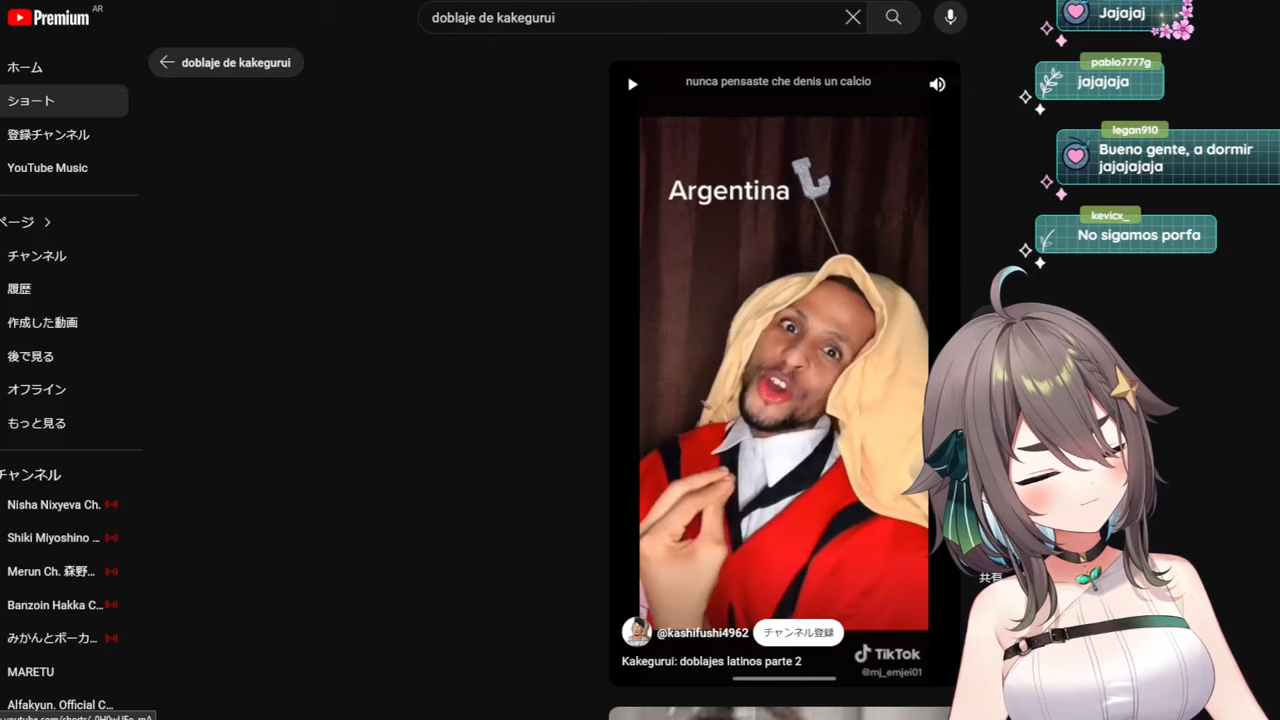 Premium
AR
doblaje de kakegurui
ホーム
ショート
登録チャンネル
YouTube Music
ページ
チャンネル
履歴
作成した動画
後で見る
オフライン
もっと見る
チャンネル
Nisha Nixyeva Ch.
Shiki Miyoshino ...
Merun Ch. 森野...
Banzoin Hakka C...
みかんとポーカ...
MARETU
Alfakyun. Official C...
doblaje de kakegurui
nunca pensaste che denis un calcio
Argentina
@kashifushi4962
チャンネル登録
Kakegurui: doblajes latinos parte 2
TikTok
@mj_emjei01
共有
Jajajaj
pablo7777g
jajajaja
legan910
Bueno gente, a dormir
jajajajaja
kevicx_
No sigamos porfa